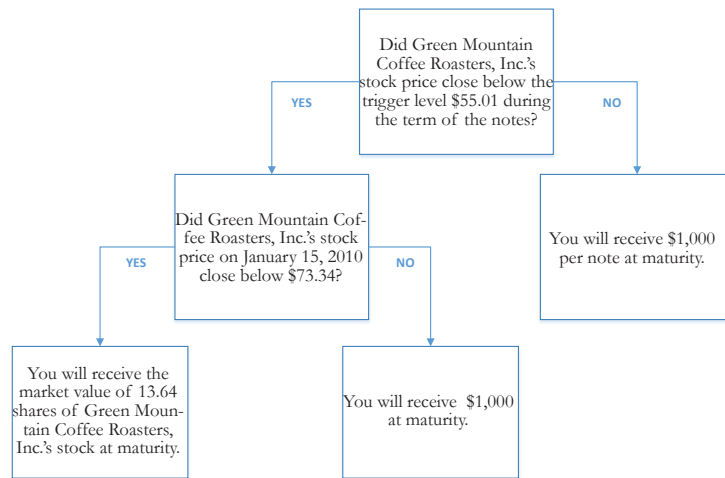 Did Green Mountain
Coffee Roasters, Inc.'s
stock price close below the
trigger level $55.01 during
the term of the notes?
YES
NO
Did Green Mountain Cof-
fee Roasters, Inc.'s stock
price on January 15, 2010
close below $73.34?
You will receive $1,000
per note at maturity.
YES
NO
You will receive the
market value of 13.64
shares of Green Moun-
tain Coffee Roasters,
Inc.'s stock at maturity.
You will receive $1,000
at maturity.